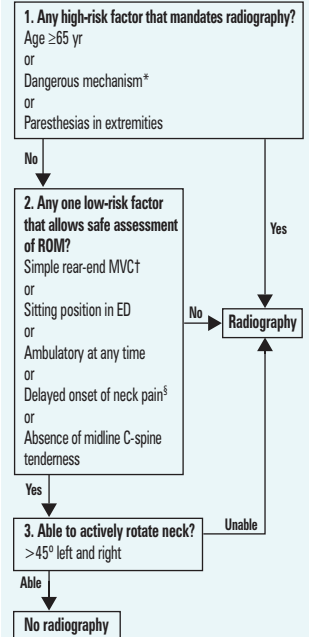 1. Any high-risk factor that mandates radiography?
Age ≥65 yr
or
Dangerous mechanism*
or
Paresthesias in extremities
No
Yes
2. Any one low-risk factor
that allows safe assessment
of ROM?
Simple rear-end MVC†
or
Sitting position in ED
or
Ambulatory at any time
or
Delayed onset of neck pain§
or
Absence of midline C-spine
tenderness
No
Radiography
Yes
3. Able to actively rotate neck?
>45° left and right
Unable
Able
No radiography